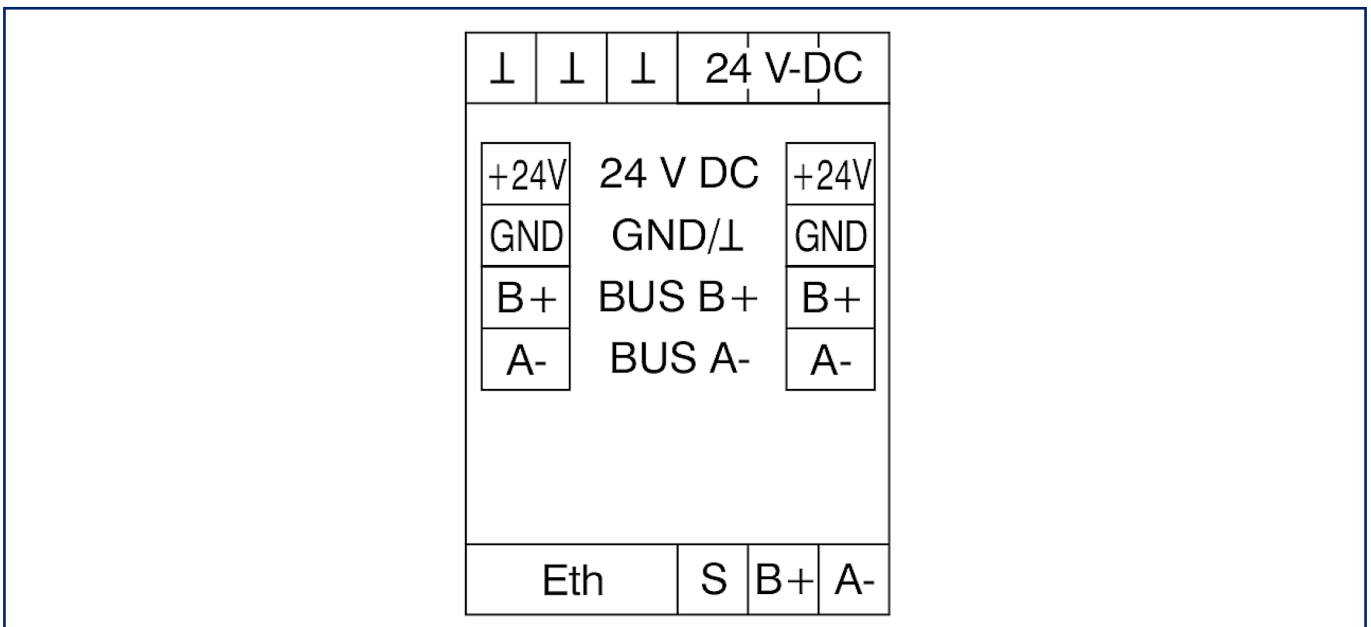 ⊥ ⊥ ⊥ 24 V-DC
+24V 24 V DC +24V
GND GND/⊥ GND
B+ BUS B+ B+
A- BUS A- A-
Eth S B+ A-